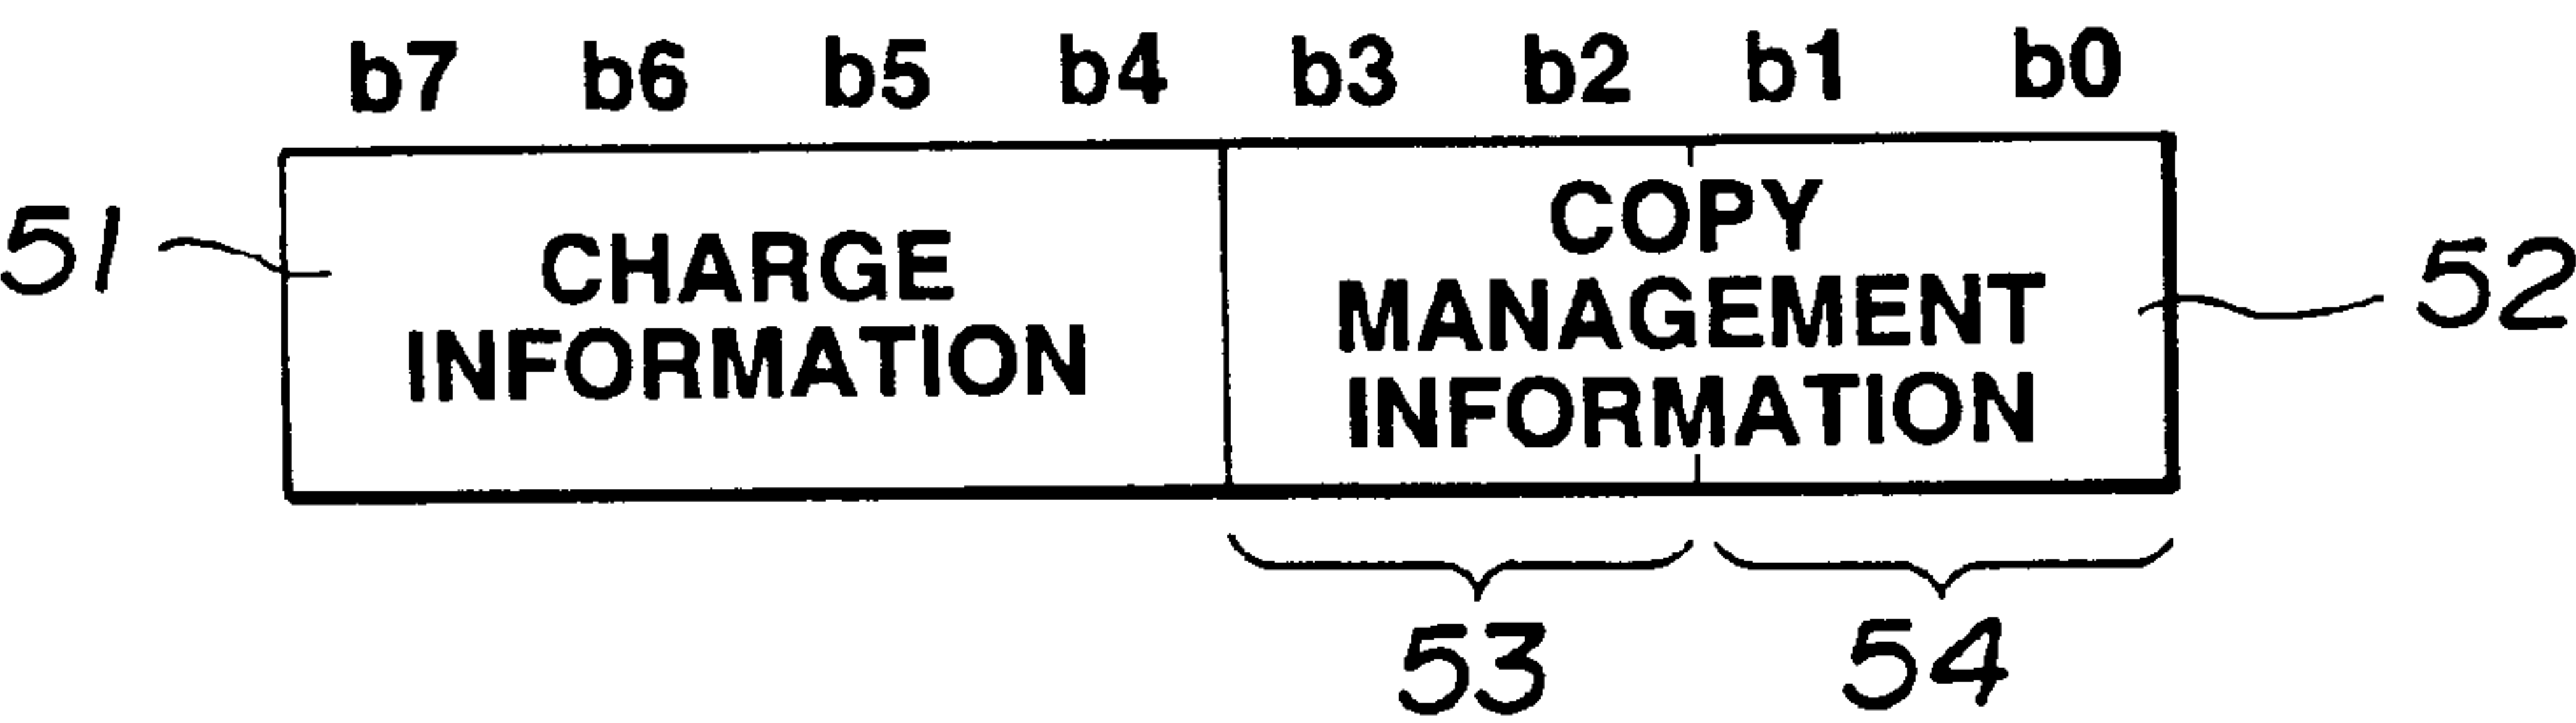 b7 b6 b5 b4 b3 b2 b1 b0
51
CHARGE
INFORMATION
COPY
MANAGEMENT
INFORMATION
52
53 54